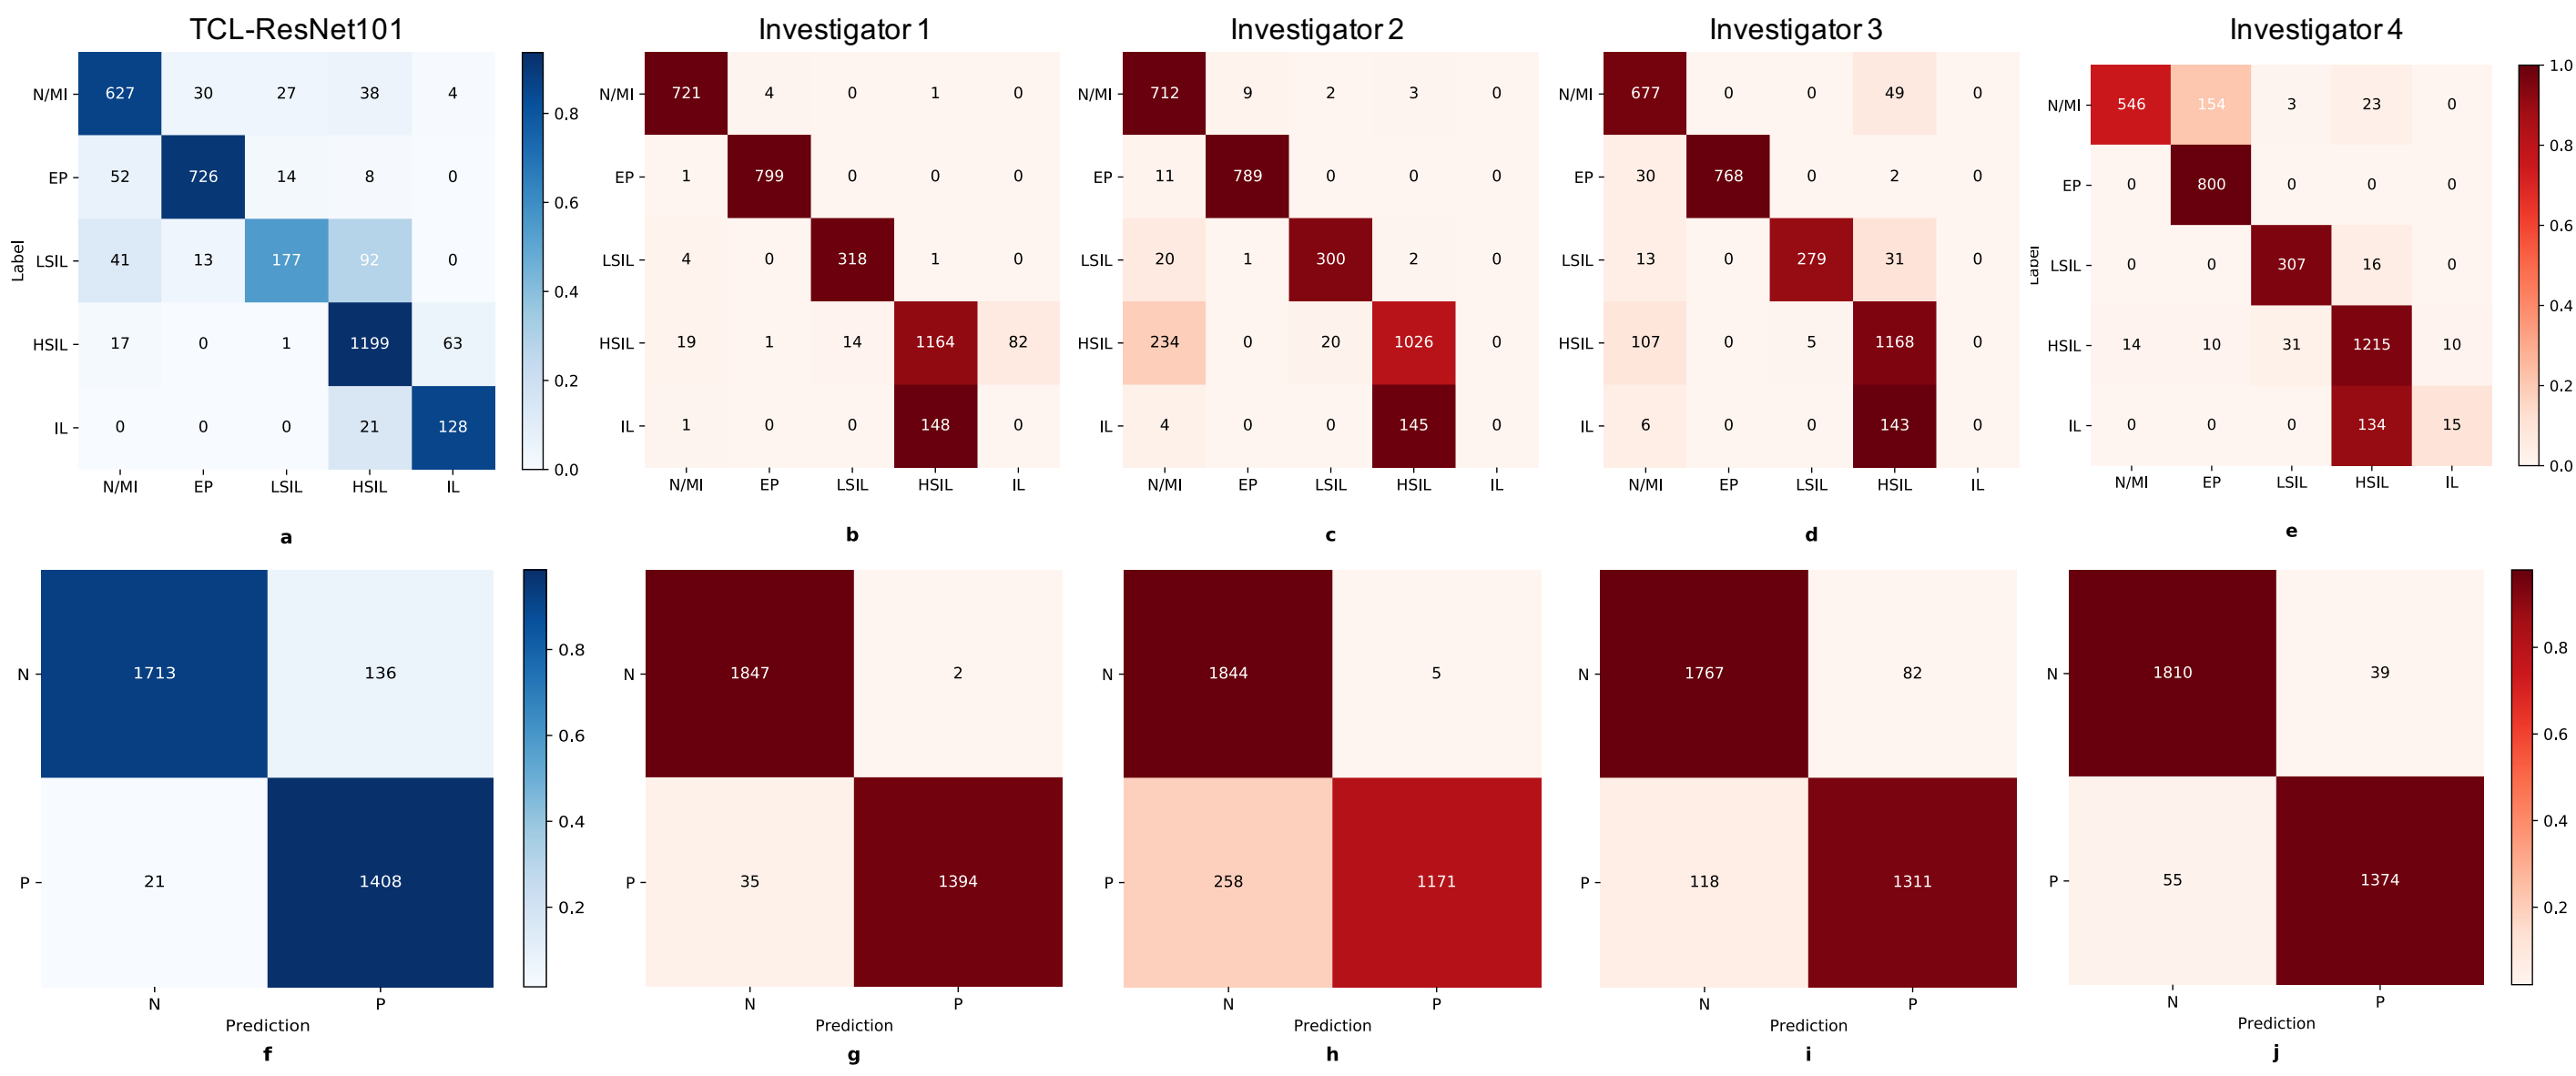 TCL-ResNet101 Investigator 1 Investigator 2 Investigator 3 Investigator 4
Label
N/MI 627 30 27 38 4
EP 52 726 14 8 0
LSIL 41 13 177 92 0
HSIL 17 0 1 1199 63
IL 0 0 0 21 128
N/MI EP LSIL HSIL IL
0.8
0.6
0.4
0.2
0.0
a
N/MI 721 4 0 1 0
EP 1 799 0 0 0
LSIL 4 0 318 1 0
HSIL 19 1 14 1164 82
IL 1 0 0 148 0
N/MI EP LSIL HSIL IL
b
N/MI 712 9 2 3 0
EP 11 789 0 0 0
LSIL 20 1 300 2 0
HSIL 234 0 20 1026 0
IL 4 0 0 145 0
N/MI EP LSIL HSIL IL
c
N/MI 677 0 0 49 0
EP 30 768 0 2 0
LSIL 13 0 279 31 0
HSIL 107 0 5 1168 0
IL 6 0 0 143 0
N/MI EP LSIL HSIL IL
d
Label
N/MI 546 154 3 23 0
EP 0 800 0 0 0
LSIL 0 0 307 16 0
HSIL 14 10 31 1215 10
IL 0 0 0 134 15
N/MI EP LSIL HSIL IL
1.0
0.8
0.6
0.4
0.2
0.0
e
N 1713 136
P 21 1408
N P
Prediction
0.8
0.6
0.4
0.2
f
N 1847 2
P 35 1394
N P
Prediction
g
N 1844 5
P 258 1171
N P
Prediction
h
N 1767 82
P 118 1311
N P
Prediction
i
N 1810 39
P 55 1374
N P
Prediction
0.8
0.6
0.4
0.2
j